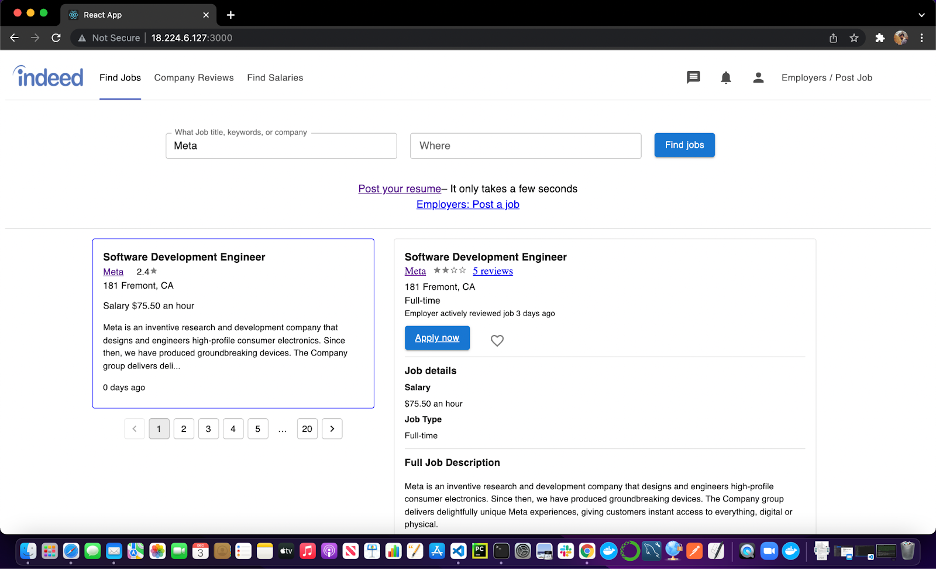 React App
Not Secure | 18.224.6.127:3000
indeed Find Jobs Company Reviews Find Salaries Employers / Post Job
What Job title, keywords, or company
Meta
Where
Find jobs
Post your resume– It only takes a few seconds
Employers: Post a job
Software Development Engineer
Meta 2.4★
181 Fremont, CA
Salary $75.50 an hour
Meta is an inventive research and development company that
designs and engineers high-profile consumer electronics. Since
then, we have produced groundbreaking devices. The Company
group delivers deli...
0 days ago
1 2 3 4 5 ... 20
Software Development Engineer
Meta ★★☆☆ 5 reviews
181 Fremont, CA
Full-time
Employer actively reviewed job 3 days ago
Apply now
Job details
Salary
$75.50 an hour
Job Type
Full-time
Full Job Description
Meta is an inventive research and development company that designs and engineers high-profile
consumer electronics. Since then, we have produced groundbreaking devices. The Company group
delivers delightfully unique Meta experiences, giving customers instant access to everything, digital or
physical.
3
tv
PC